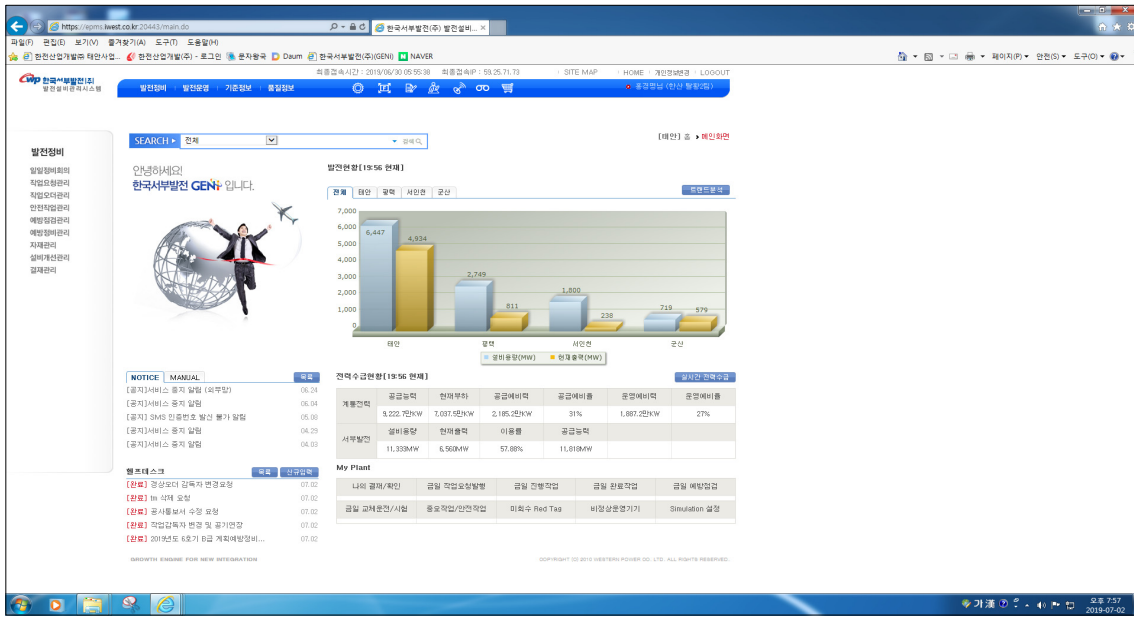 https://epms.iwest.co.kr:20443/main.do
한국서부발전(주) 발전설비... ×
파일(F) 편집(E) 보기(V) 즐겨찾기(A) 도구(T) 도움말(H)
한전산업개발㈜ 태안사업... 한전산업개발(주) - 로그인 문자왕국 Daum 한국서부발전(주)(GENi) NAVER
페이지(P) 안전(S) 도구(O)
최종접속시간 : 2019/06/30 05:55:38 최종접속IP : 59.25.71.73 SITE MAP HOME 개인정보변경 LOGOUT
한국서부발전(주)
발전설비관리시스템
발전정비 발전운영 기준정보 품질정보
SEARCH 전체 검색
[태안] 홈 메인화면
발전정비
일일정비회의
작업요청관리
작업오더관리
안전작업관리
예방점검관리
예방정비관리
자재관리
설비개선관리
결재관리
안녕하세요!
한국서부발전 GENi 입니다.
발전현황[19:56 현재]
전체 태안 평택 서인천 군산
트랜드분석
7,000
6,000
5,000
4,000
3,000
2,000
1,000
0
6,447 4,934
2,749 811
1,800 238
719 579
태안 평택 서인천 군산
설비용량(MW) 현재출력(MW)
NOTICE MANUAL 목록
[공지]서비스 중지 알림 (외부망) 06.24
[공지]서비스 중지 알림 06.04
[공지] SMS 인증번호 발신 불가 알림 05.08
[공지]서비스 중지 알림 04.29
[공지]서비스 중지 알림 04.03
헬프데스크 목록 신규입력
[완료] 경상오더 감독자 변경요청 07.02
[완료] tm 삭제 요청 07.02
[완료] 공사통보서 수정 요청 07.02
[완료] 작업감독자 변경 및 공기연장 07.02
[완료] 2019년도 6호기 B급 계획예방정비... 07.02
전력수급현황[19:56 현재]
실시간 전력수급
계통전력 공급능력 현재부하 공급예비력 공급예비율 운영예비력 운영예비율
9,222.7만KW 7,037.5만KW 2,185.2만KW 31% 1,887.2만KW 27%
서부발전 설비용량 현재출력 이용률 공급능력
11,333MW 6,560MW 57.88% 11,818MW
My Plant
나의 결재/확인 금일 작업요청발행 금일 진행작업 금일 완료작업 금일 예방점검
금일 교체운전/시험 중요작업/안전작업 미회수 Red Tag 비정상운영기기 Simulation 설정
GROWTH ENGINE FOR NEW INTEGRATION
COPYRIGHT (C) 2010 WESTERN POWER CO. LTD. ALL RIGHTS RESERVED.
가 漢
오후 7:57
2019-07-02